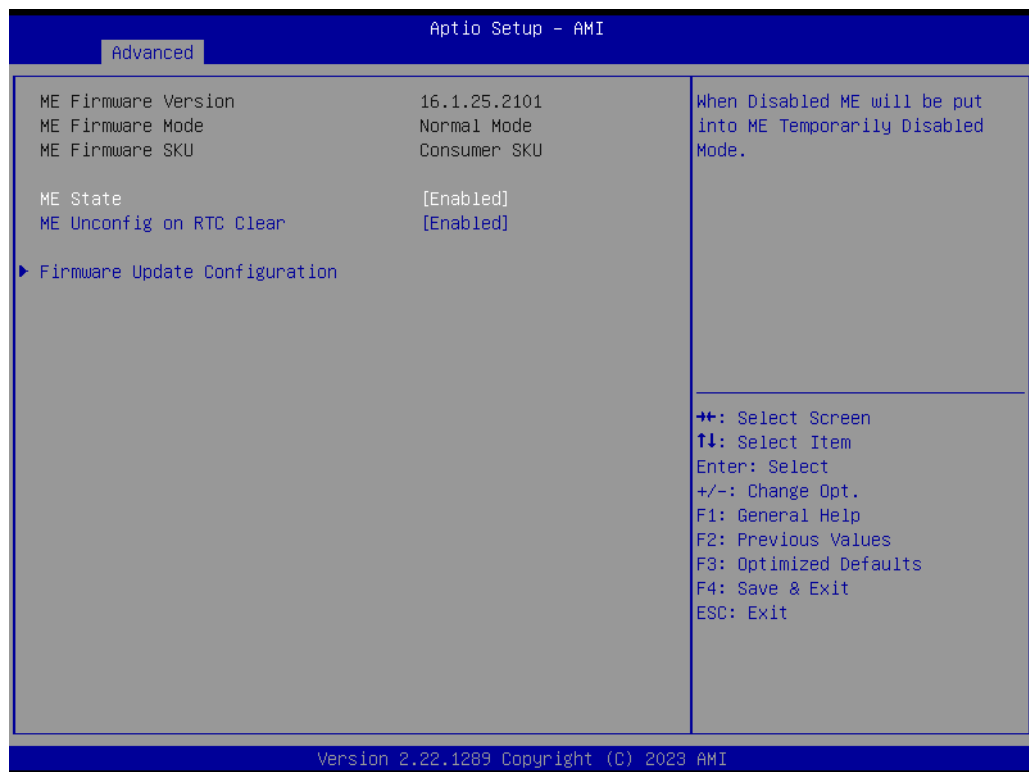 Aptio Setup – AMI
Advanced
ME Firmware Version 16.1.25.2101
ME Firmware Mode Normal Mode
ME Firmware SKU Consumer SKU
ME State [Enabled]
ME Unconfig on RTC Clear [Enabled]
▶ Firmware Update Configuration
When Disabled ME will be put
into ME Temporarily Disabled
Mode.
→←: Select Screen
↑↓: Select Item
Enter: Select
+/-: Change Opt.
F1: General Help
F2: Previous Values
F3: Optimized Defaults
F4: Save & Exit
ESC: Exit
Version 2.22.1289 Copyright (C) 2023 AMI